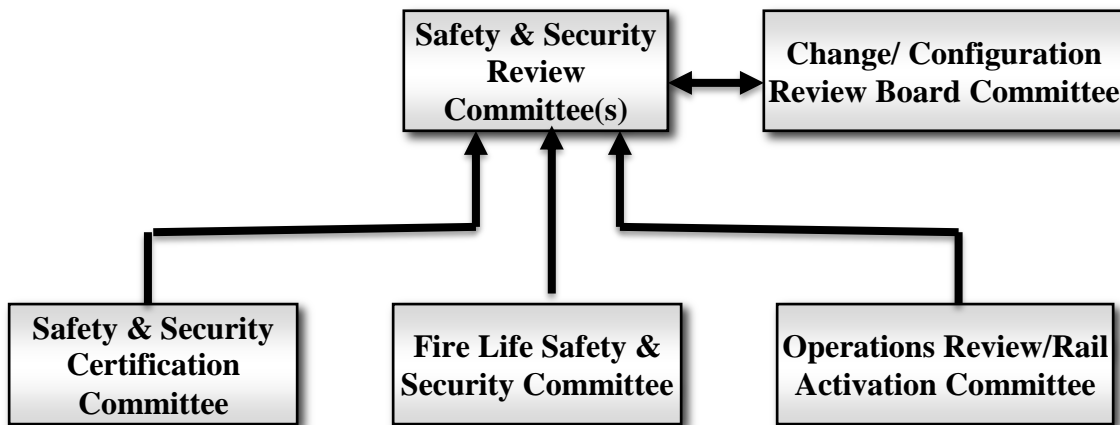 Safety & Security
Review
Committee(s)
Change/ Configuration
Review Board Committee
Safety & Security
Certification
Committee
Fire Life Safety &
Security Committee
Operations Review/Rail
Activation Committee